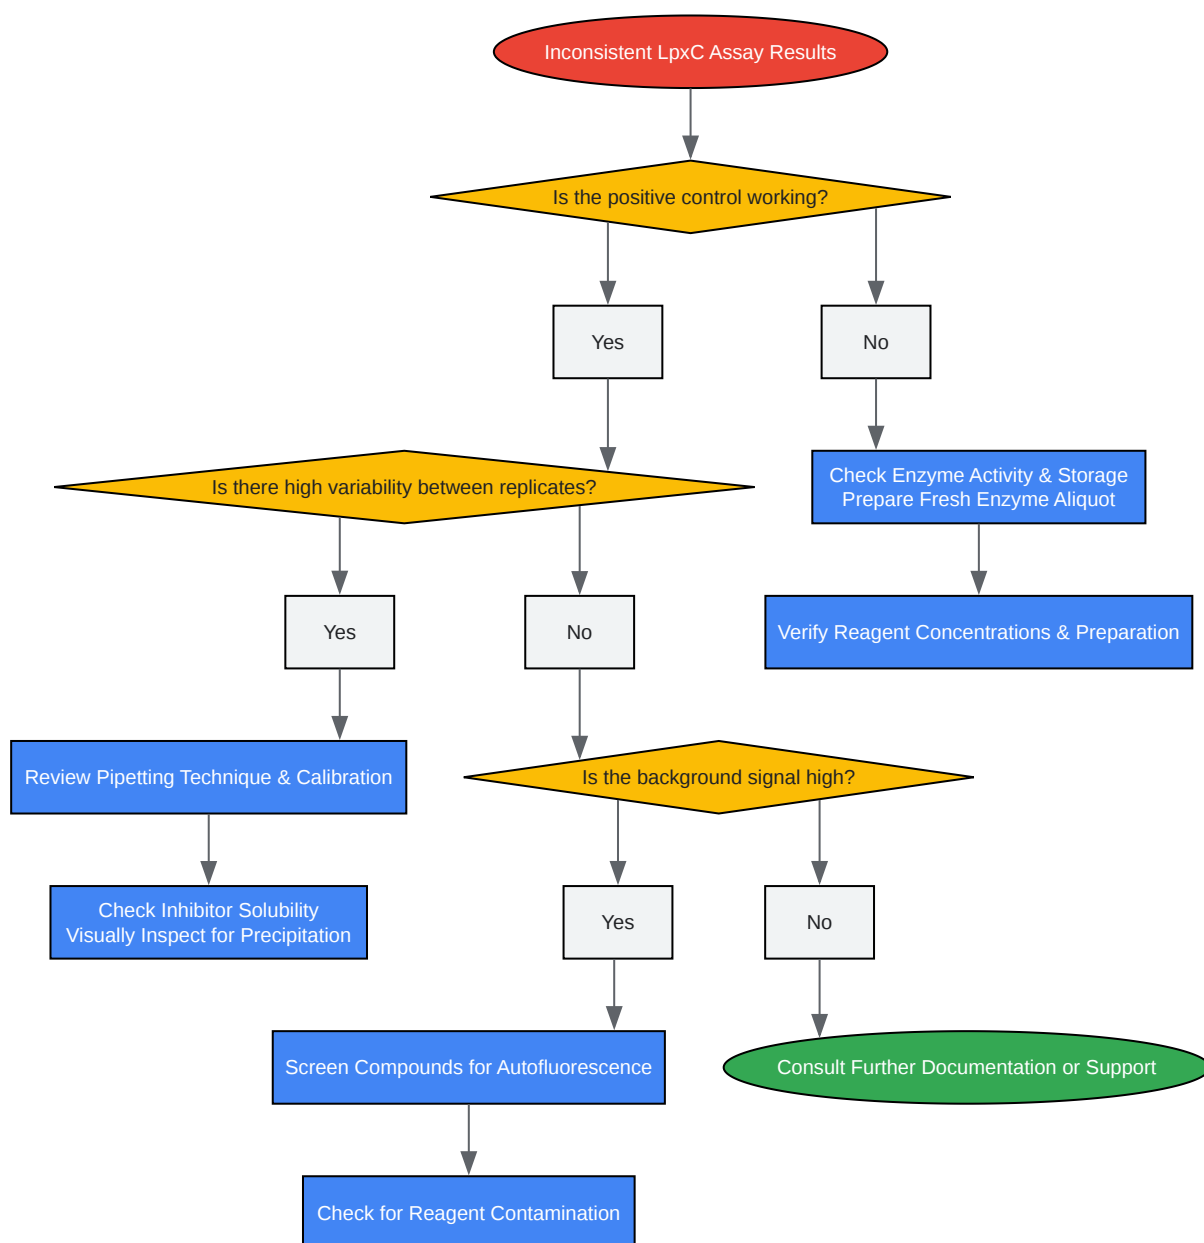 Inconsistent LpxC Assay Results
Is the positive control working?
Yes
No
Is there high variability between replicates?
Check Enzyme Activity & Storage
Prepare Fresh Enzyme Aliquot
Yes
No
Verify Reagent Concentrations & Preparation
Review Pipetting Technique & Calibration
Is the background signal high?
Check Inhibitor Solubility
Visually Inspect for Precipitation
Yes
No
Screen Compounds for Autofluorescence
Consult Further Documentation or Support
Check for Reagent Contamination